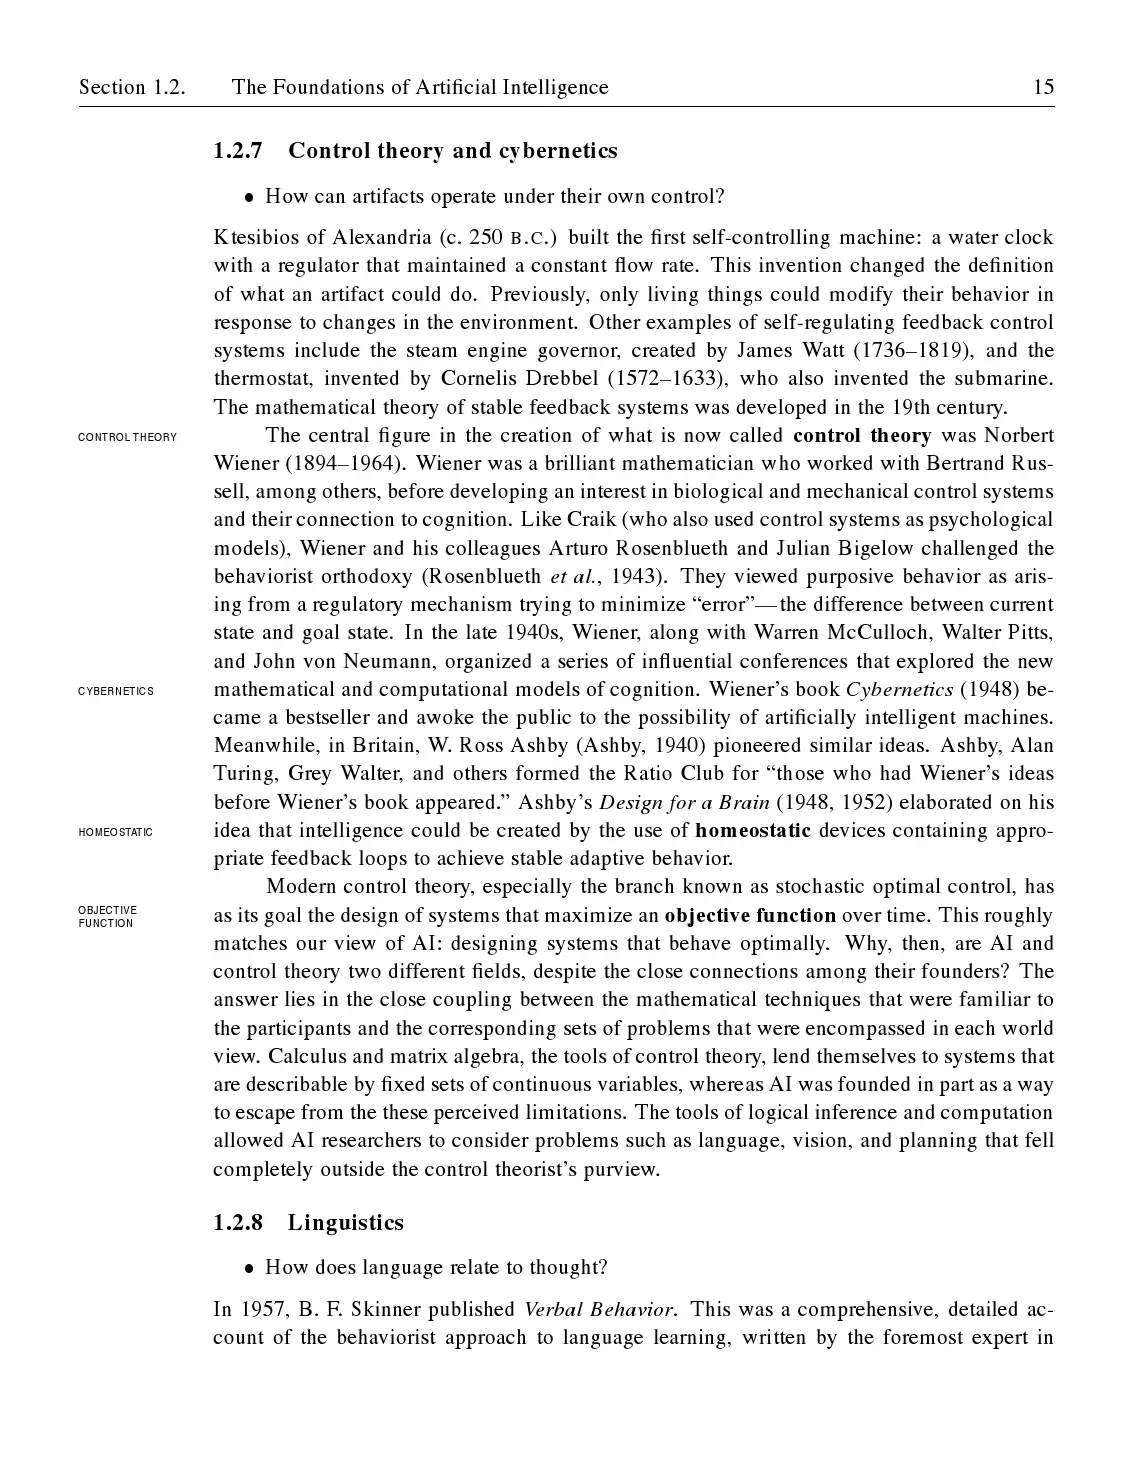 Section 1.2. The Foundations of Artificial Intelligence 15
1.2.7 Control theory and cybernetics
• How can artifacts operate under their own control?
Ktesibios of Alexandria (c. 250 B.C.) built the first self-controlling machine: a water clock
with a regulator that maintained a constant flow rate. This invention changed the definition
of what an artifact could do. Previously, only living things could modify their behavior in
response to changes in the environment. Other examples of self-regulating feedback control
systems include the steam engine governor, created by James Watt (1736–1819), and the
thermostat, invented by Cornelis Drebbel (1572–1633), who also invented the submarine.
The mathematical theory of stable feedback systems was developed in the 19th century.
CONTROL THEORY
The central figure in the creation of what is now called control theory was Norbert
Wiener (1894–1964). Wiener was a brilliant mathematician who worked with Bertrand Rus-
sell, among others, before developing an interest in biological and mechanical control systems
and their connection to cognition. Like Craik (who also used control systems as psychological
models), Wiener and his colleagues Arturo Rosenblueth and Julian Bigelow challenged the
behaviorist orthodoxy (Rosenblueth et al., 1943). They viewed purposive behavior as aris-
ing from a regulatory mechanism trying to minimize “error”—the difference between current
state and goal state. In the late 1940s, Wiener, along with Warren McCulloch, Walter Pitts,
and John von Neumann, organized a series of influential conferences that explored the new
CYBERNETICS
mathematical and computational models of cognition. Wiener’s book Cybernetics (1948) be-
came a bestseller and awoke the public to the possibility of artificially intelligent machines.
Meanwhile, in Britain, W. Ross Ashby (Ashby, 1940) pioneered similar ideas. Ashby, Alan
Turing, Grey Walter, and others formed the Ratio Club for “those who had Wiener’s ideas
before Wiener’s book appeared.” Ashby’s Design for a Brain (1948, 1952) elaborated on his
HOMEOSTATIC
idea that intelligence could be created by the use of homeostatic devices containing appro-
priate feedback loops to achieve stable adaptive behavior.
Modern control theory, especially the branch known as stochastic optimal control, has
OBJECTIVE
FUNCTION
as its goal the design of systems that maximize an objective function over time. This roughly
matches our view of AI: designing systems that behave optimally. Why, then, are AI and
control theory two different fields, despite the close connections among their founders? The
answer lies in the close coupling between the mathematical techniques that were familiar to
the participants and the corresponding sets of problems that were encompassed in each world
view. Calculus and matrix algebra, the tools of control theory, lend themselves to systems that
are describable by fixed sets of continuous variables, whereas AI was founded in part as a way
to escape from the these perceived limitations. The tools of logical inference and computation
allowed AI researchers to consider problems such as language, vision, and planning that fell
completely outside the control theorist’s purview.
1.2.8 Linguistics
• How does language relate to thought?
In 1957, B. F. Skinner published Verbal Behavior. This was a comprehensive, detailed ac-
count of the behaviorist approach to language learning, written by the foremost expert in